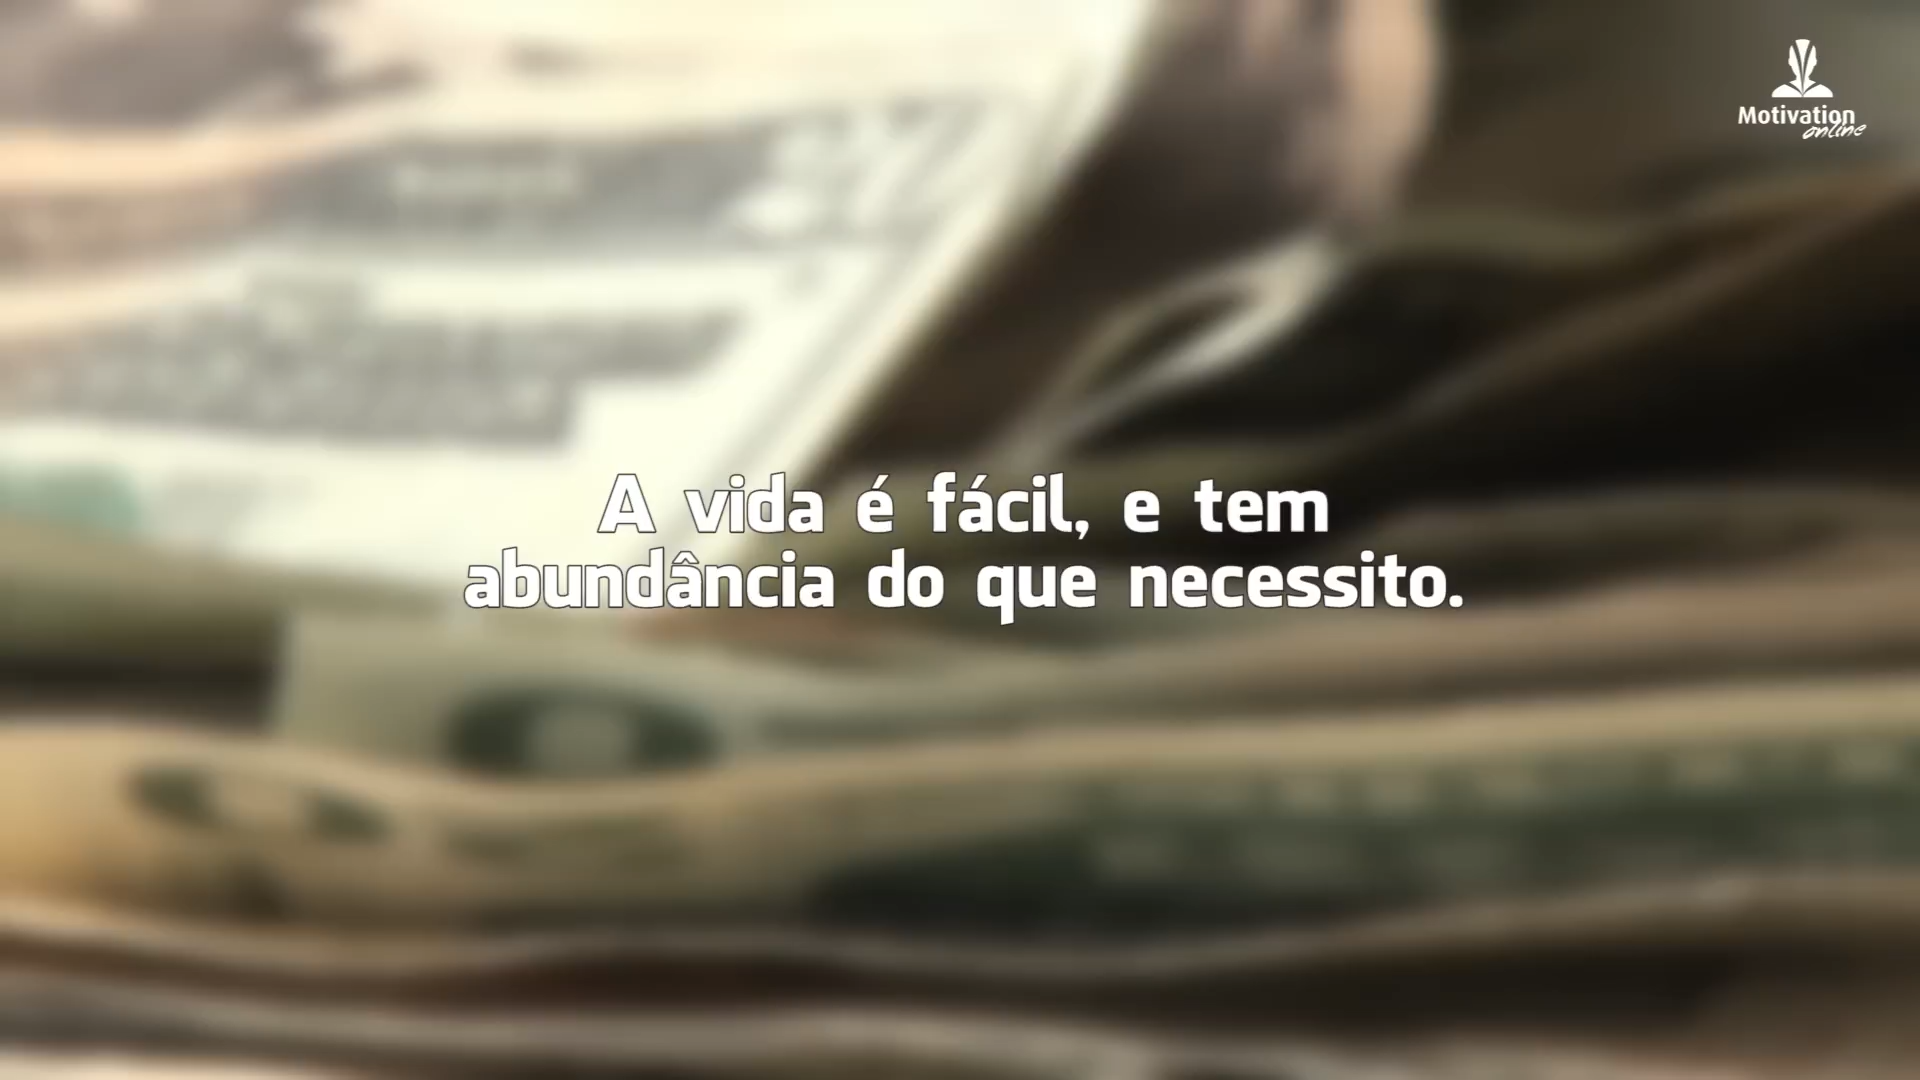 Motivation
online
A vida é fácil, e tem
abundância do que necessito.